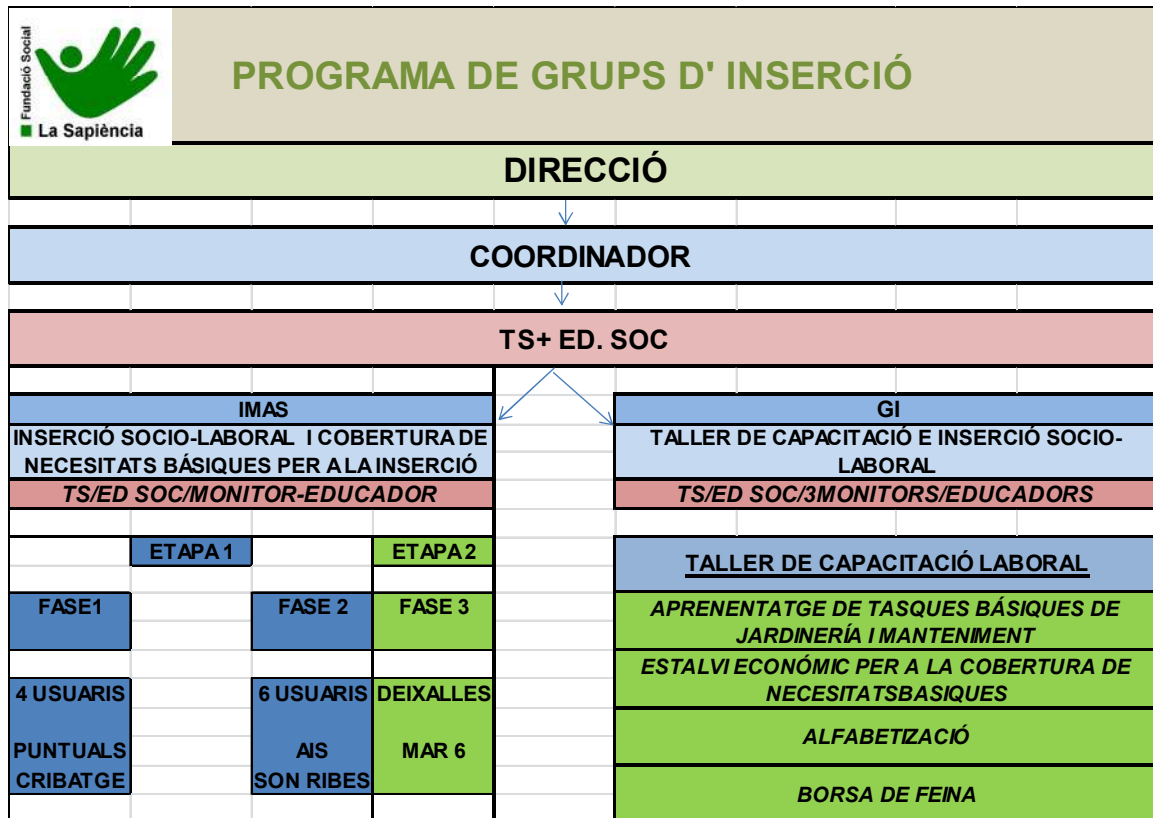 Fundació Social
La Sapiència
PROGRAMA DE GRUPS D' INSERCIÓ
DIRECCIÓ
COORDINADOR
TS+ ED. SOC
IMAS
INSERCIÓ SOCIO-LABORAL I COBERTURA DE
NECESITATS BÁSIQUES PER A LA INSERCIÓ
TS/ED SOC/MONITOR-EDUCADOR
ETAPA 1
ETAPA 2
FASE1
FASE 2
FASE 3
4 USUARIS
PUNTUALS
CRIBATGE
6 USUARIS
AIS
SON RIBES
DEIXALLES
MAR 6
GI
TALLER DE CAPACITACIÓ E INSERCIÓ SOCIO-
LABORAL
TS/ED SOC/3MONITORS/EDUCADORS
TALLER DE CAPACITACIÓ LABORAL
APRENENTATGE DE TASQUES BÁSIQUES DE
JARDINERÍA I MANTENIMENT
ESTALVI ECONÓMIC PER A LA COBERTURA DE
NECESITATSBASIQUES
ALFABETIZACIÓ
BORSA DE FEINA